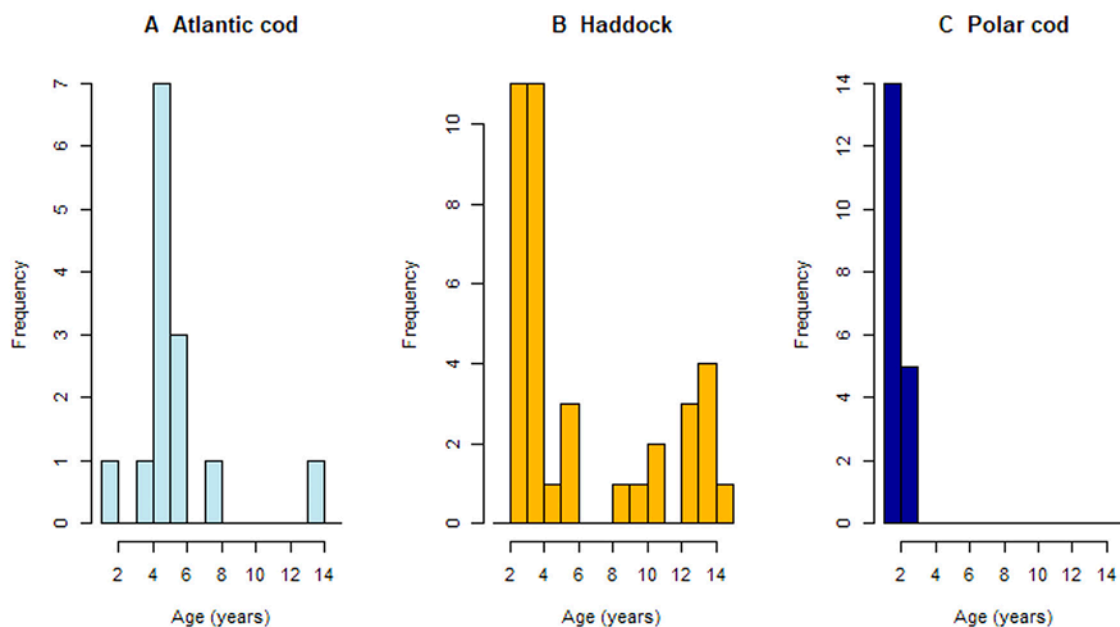 A Atlantic cod
Frequency
0 1 2 3 4 5 6 7
2 4 6 8 10 12 14
Age (years)
B Haddock
Frequency
0 2 4 6 8 10
2 4 6 8 10 12 14
Age (years)
C Polar cod
Frequency
0 2 4 6 8 10 12 14
2 4 6 8 10 12 14
Age (years)